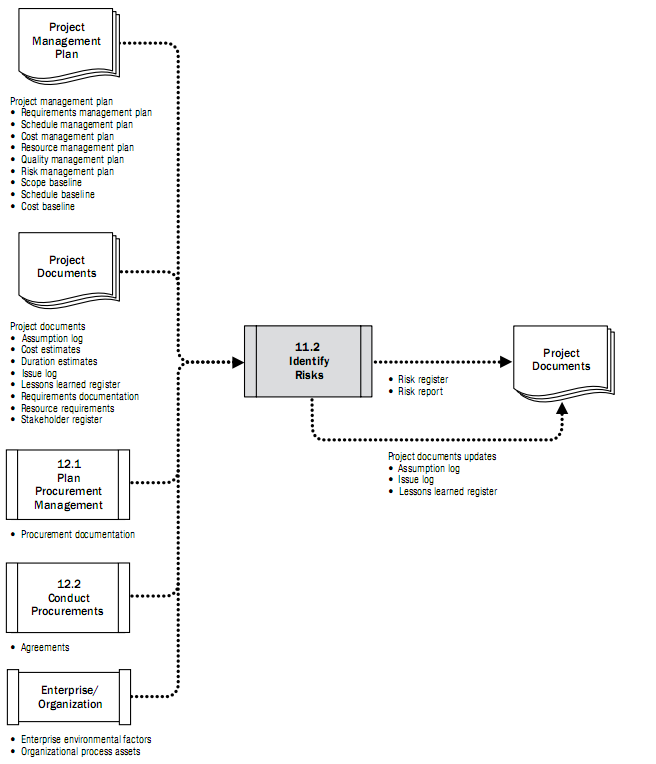 Project
Management
Plan
Project management plan
• Requirements management plan
• Schedule management plan
• Cost management plan
• Resource management plan
• Quality management plan
• Risk management plan
• Scope baseline
• Schedule baseline
• Cost baseline
Project
Documents
Project documents
• Assumption log
• Cost estimates
• Duration estimates
• Issue log
• Lessons learned register
• Requirements documentation
• Resource requirements
• Stakeholder register
12.1
Plan
Procurement
Management
• Procurement documentation
12.2
Conduct
Procurements
• Agreements
Enterprise/
Organization
• Enterprise environmental factors
• Organizational process assets
11.2
Identify
Risks
• Risk register
• Risk report
Project documents updates
• Assumption log
• Issue log
• Lessons learned register
Project
Documents